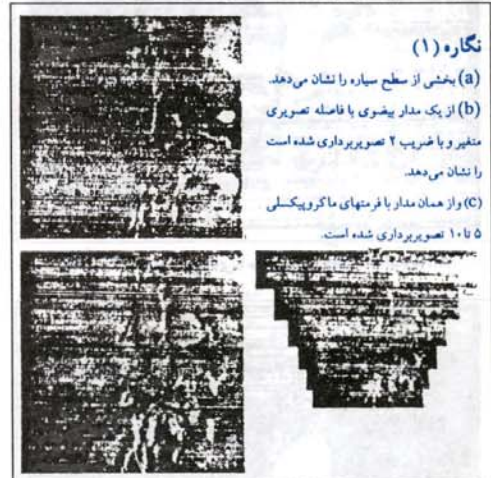 نگاره (۱)
(a) بخشی از سطح سیاره را نشان می‌دهد.
(b) از یک مدار بیضوی با فاصله تصویری
متغیر و با ضریب ۲ تصویربرداری شده است
را نشان می‌دهد.
(c) و از همان مدار با فرمتهای ماکروپیکسلی
۵ تا ۱۰ تصویربرداری شده است.